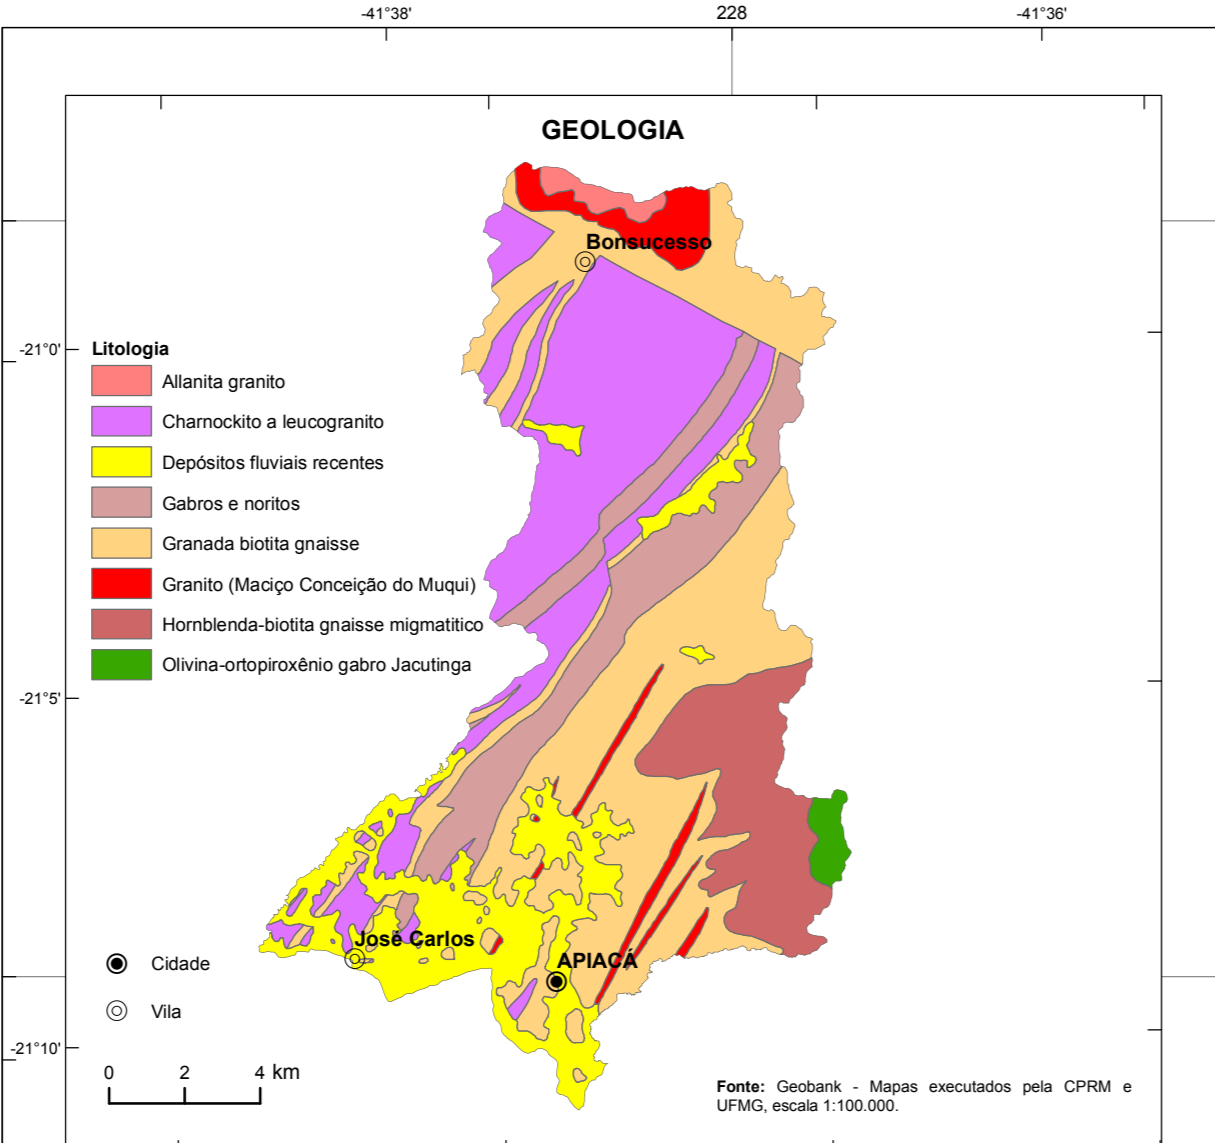 -41°38' 228 -41°36'
GEOLOGIA
Bonsucesso
-21°0'
Litologia
Allanita granito
Charnockito a leucogranito
Depósitos fluviais recentes
Gabros e noritos
Granada biotita gnaisse
Granito (Maciço Conceição do Muqui)
Hornblenda-biotita gnaisse migmatitico
Olivina-ortopiroxênio gabro Jacutinga
-21°5'
José Carlos
APIACÁ
Cidade
Vila
-21°10'
0 2 4 km
Fonte: Geobank - Mapas executados pela CPRM e
UFMG, escala 1:100.000.